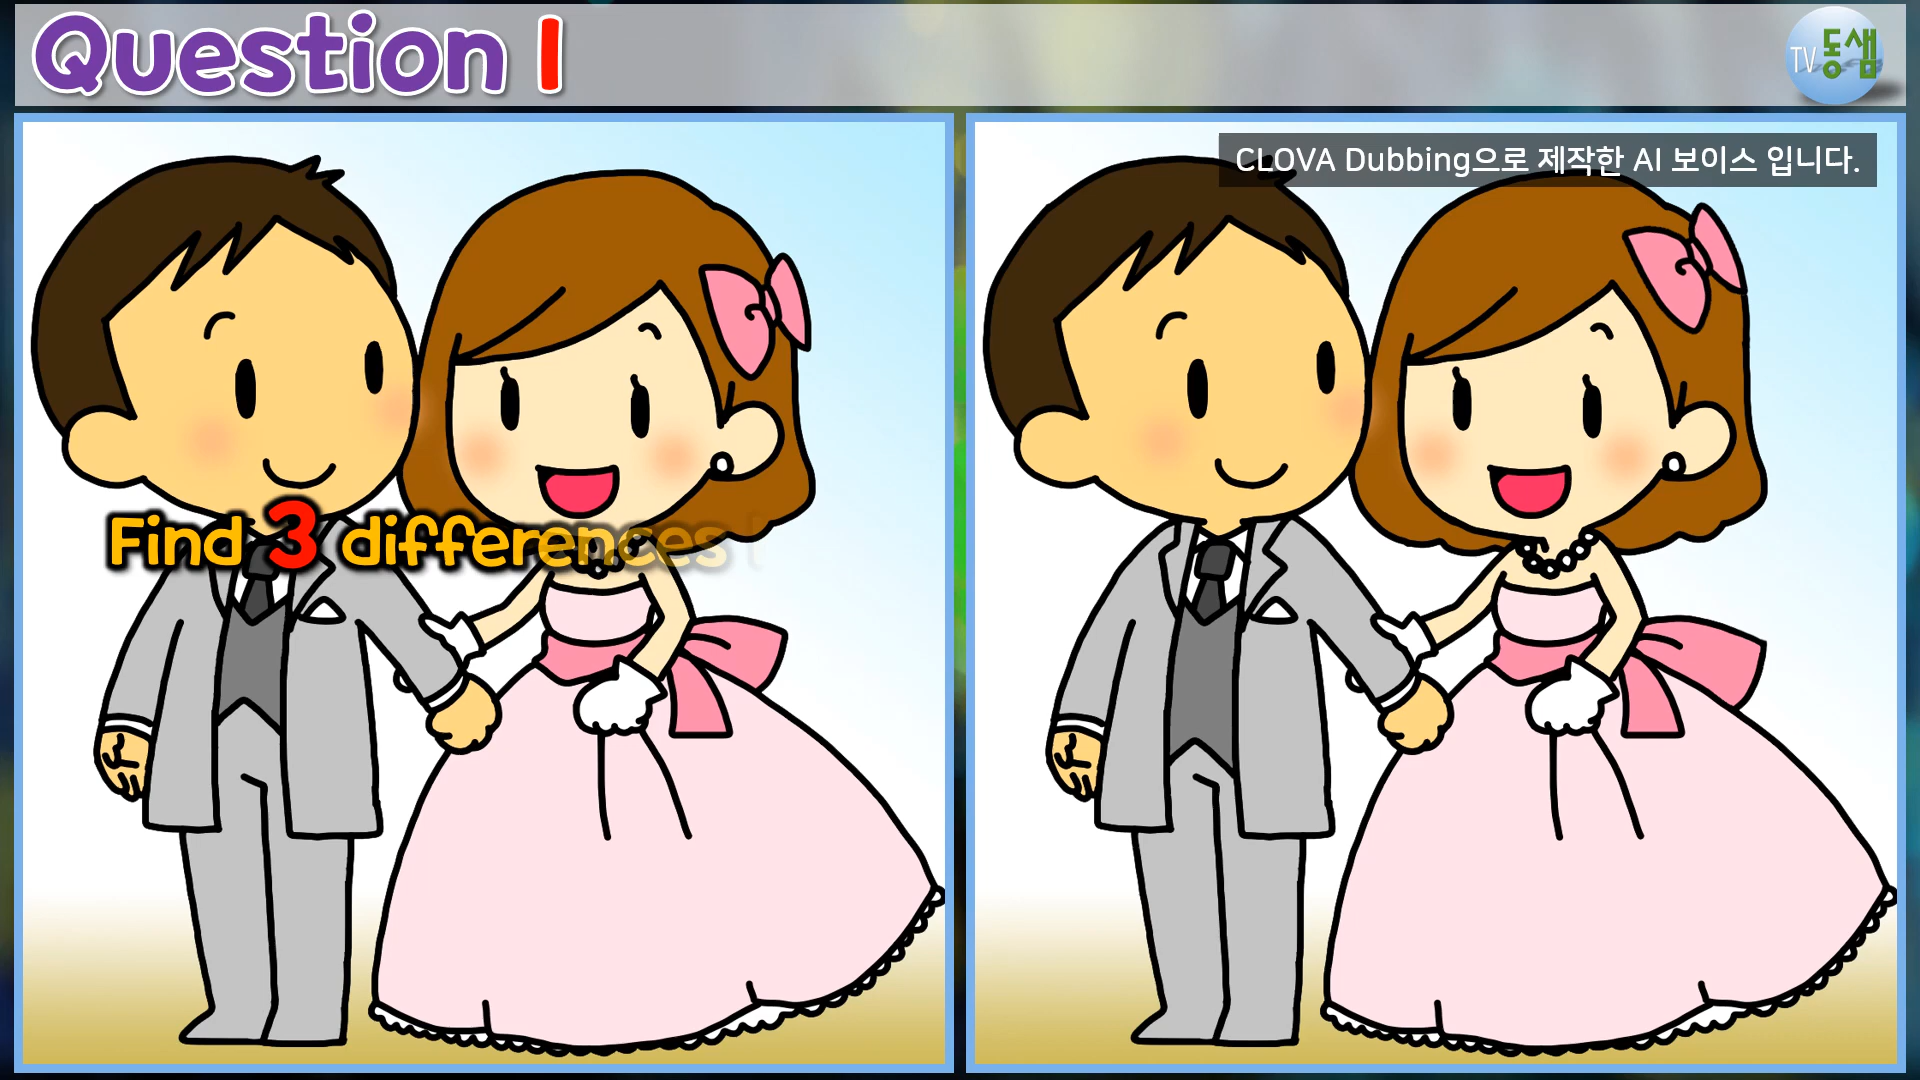 Question 1
TV 동샘
CLOVA Dubbing으로 제작한 AI 보이스 입니다.
Find 3 differences